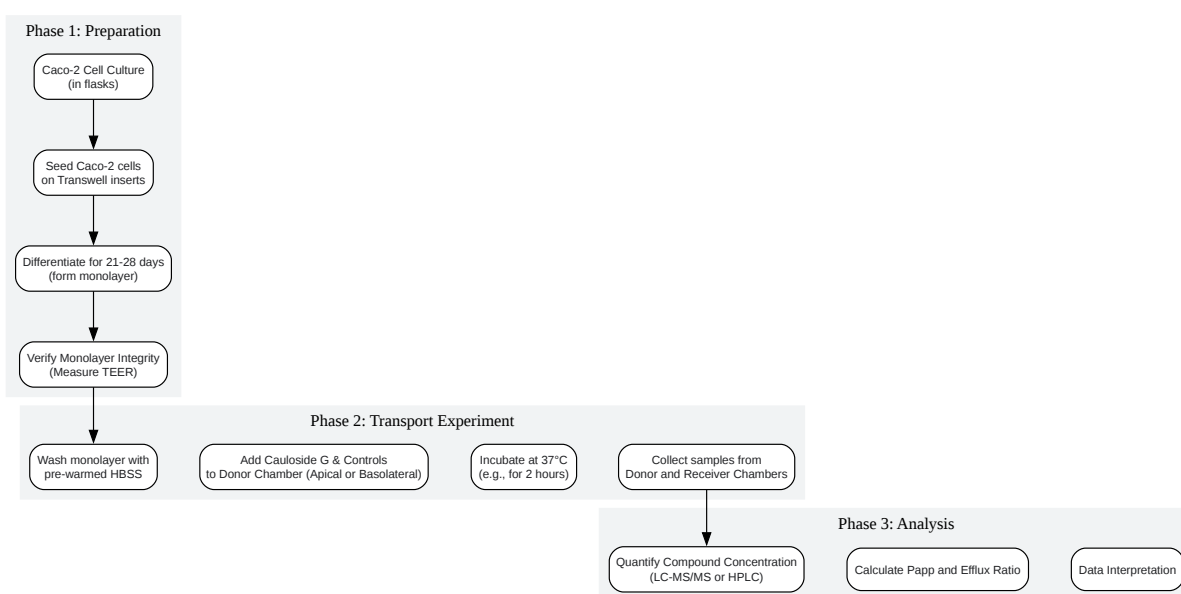 Phase 1: Preparation
Caco-2 Cell Culture
(in flasks)
Seed Caco-2 cells
on Transwell inserts
Differentiate for 21-28 days
(form monolayer)
Verify Monolayer Integrity
(Measure TEER)
Phase 2: Transport Experiment
Wash monolayer with
pre-warmed HBSS
Add Cauloside G & Controls
to Donor Chamber (Apical or Basolateral)
Incubate at 37°C
(e.g., for 2 hours)
Collect samples from
Donor and Receiver Chambers
Phase 3: Analysis
Quantify Compound Concentration
(LC-MS/MS or HPLC)
Calculate Papp and Efflux Ratio
Data Interpretation